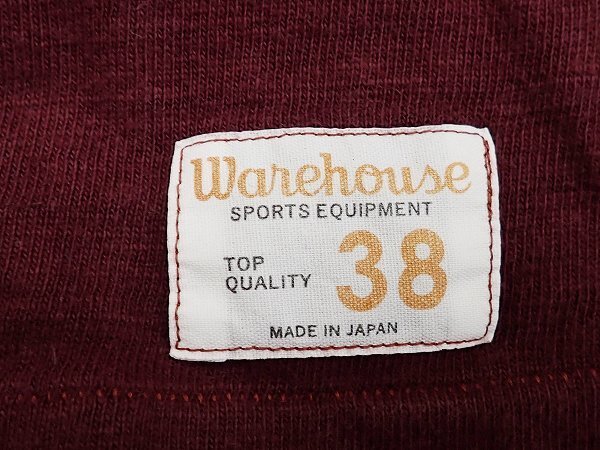 Warehouse
SPORTS EQUIPMENT
TOP
QUALITY
38
MADE IN JAPAN